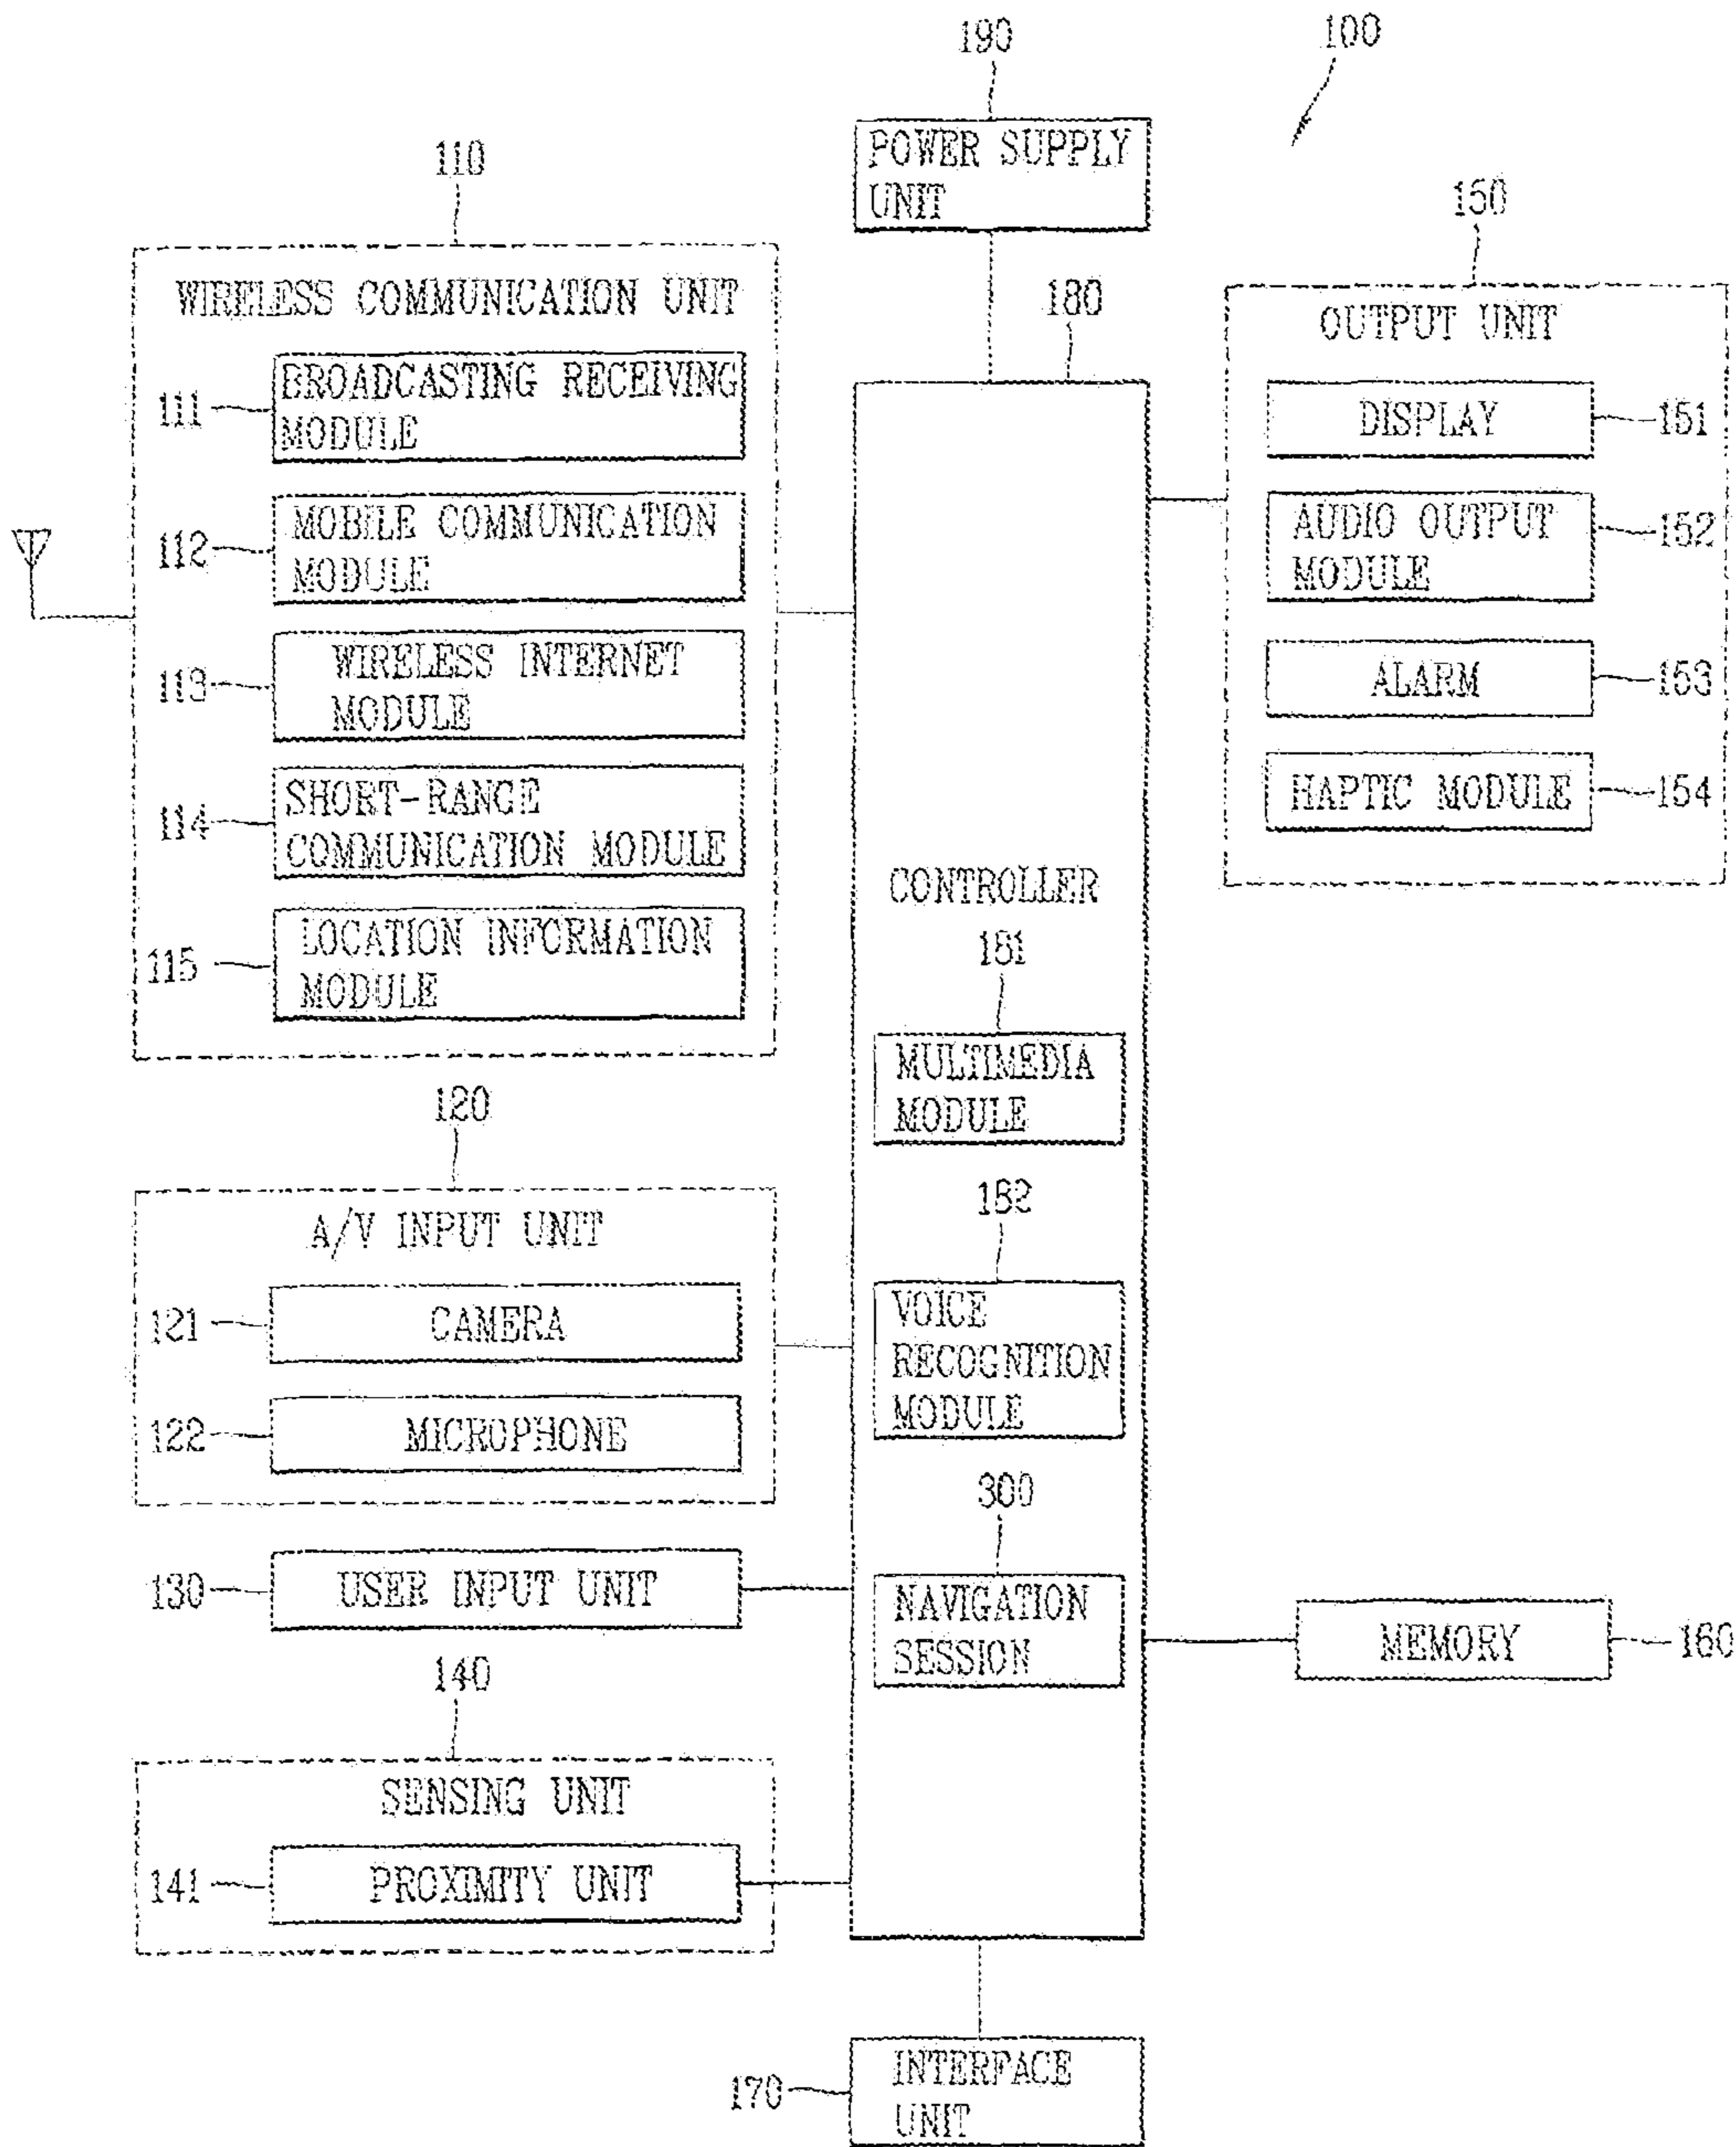 190
100
POWER SUPPLY
UNIT
110
WIRELESS COMMUNICATION UNIT
111
BROADCASTING RECEIVING
MODULE
112
MOBILE COMMUNICATION
MODULE
113
WIRELESS INTERNET
MODULE
114
SHORT-RANGE
COMMUNICATION MODULE
115
LOCATION INFORMATION
MODULE
120
A/V INPUT UNIT
121
CAMERA
122
MICROPHONE
130
USER INPUT UNIT
140
SENSING UNIT
141
PROXIMITY UNIT
180
CONTROLLER
181
MULTIMEDIA
MODULE
182
VOICE
RECOGNITION
MODULE
300
NAVIGATION
SESSION
150
OUTPUT UNIT
DISPLAY
151
AUDIO OUTPUT
MODULE
152
ALARM
153
HAPTIC MODULE
154
MEMORY
160
170
INTERFACE
UNIT